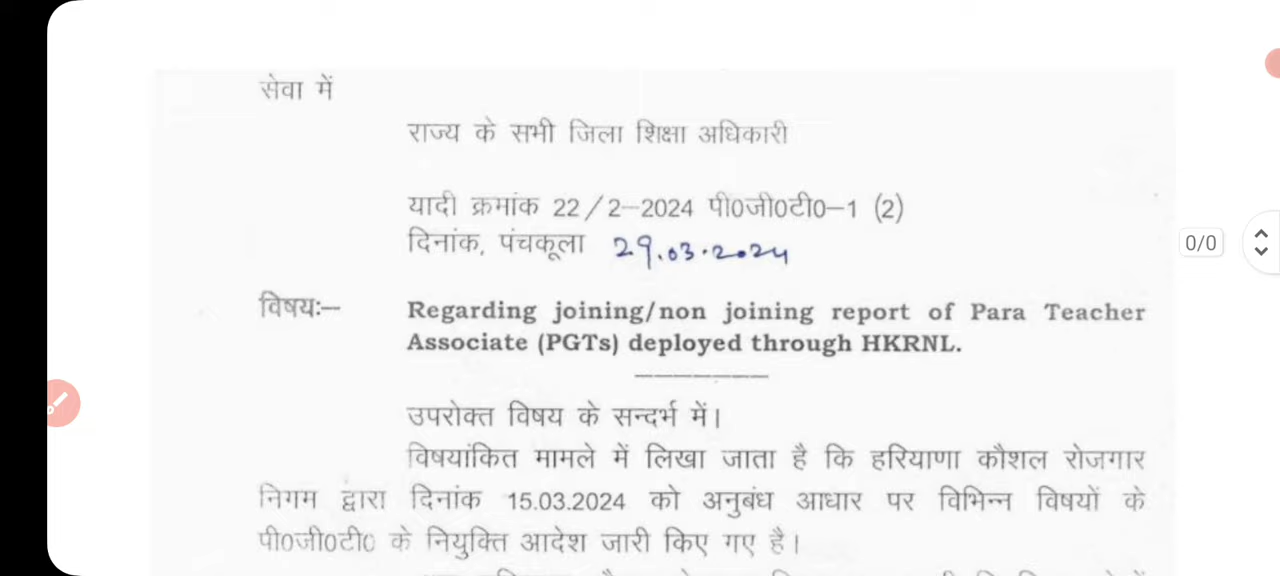 सेवा में
राज्य के सभी जिला शिक्षा अधिकारी
यादी क्रमांक 22/2-2024 पी0जी0टी0-1 (2)
दिनांक, पंचकूला 29.03.2024
0/0
विषयः- Regarding joining/non joining report of Para Teacher
Associate (PGTs) deployed through HKRNL.
उपरोक्त विषय के सन्दर्भ में।
विषयांकित मामले में लिखा जाता है कि हरियाणा कौशल रोजगार
निगम द्वारा दिनांक 15.03.2024 को अनुबंध आधार पर विभिन्न विषयों के
पी0जी0टी0 के नियुक्ति आदेश जारी किए गए है।